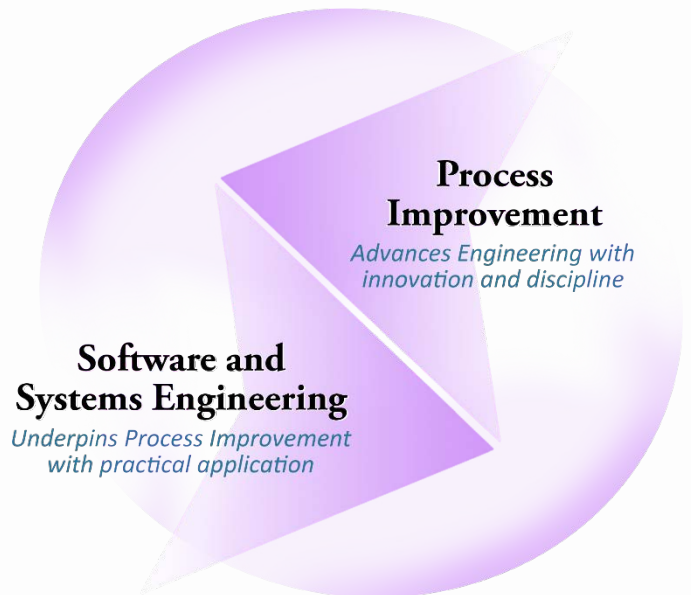 Process
Improvement
Advances Engineering with
innovation and discipline
Software and
Systems Engineering
Underpins Process Improvement
with practical application